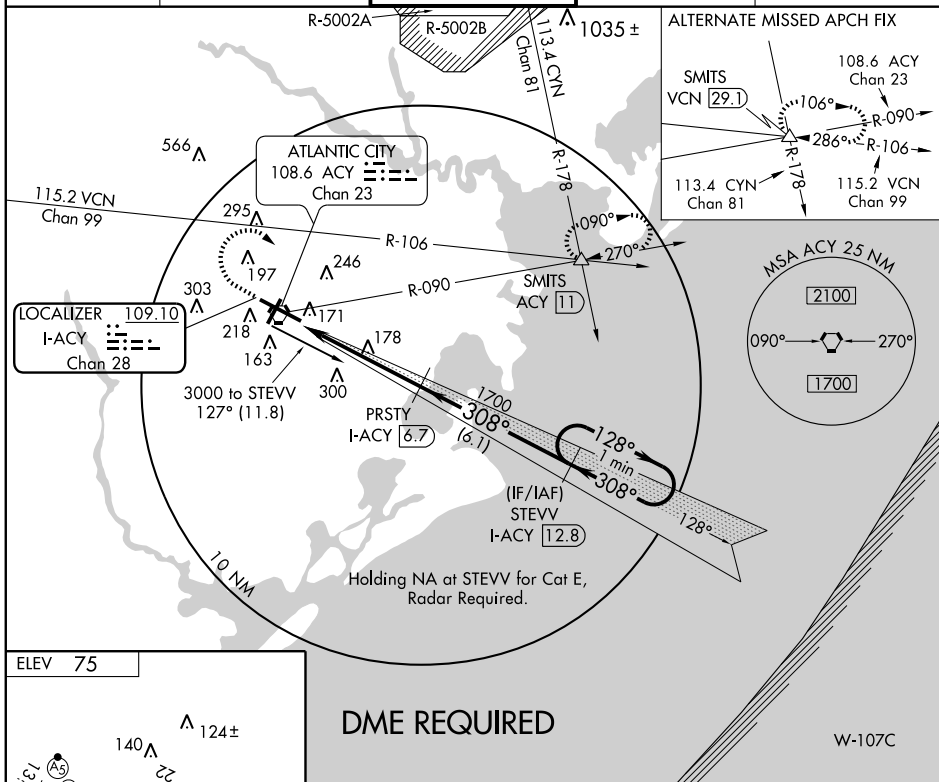 R-5002A
R-5002B
1035 ±
113.4 CYN
Chan 81
R-178
ALTERNATE MISSED APCH FIX
SMITS
VCN 29.1
108.6 ACY
Chan 23
106°
R-090
286°
R-106
R-178
113.4 CYN
Chan 81
115.2 VCN
Chan 99
566
ATLANTIC CITY
108.6 ACY
Chan 23
115.2 VCN
Chan 99
295
R-106
090°
270°
197
246
R-090
SMITS
ACY 11
MSA ACY 25 NM
2100
090°
270°
1700
303
LOCALIZER 109.10
I-ACY
Chan 28
218
171
163
178
300
3000 to STEVV
127° (11.8)
PRSTY
I-ACY 6.7
1700
308°
(6.1)
128°
1 min
308°
(IF/IAF)
STEVV
I-ACY 12.8
128°
10 NM
Holding NA at STEVV for Cat E,
Radar Required.
ELEV 75
124±
140
A5
22
DME REQUIRED
W-107C